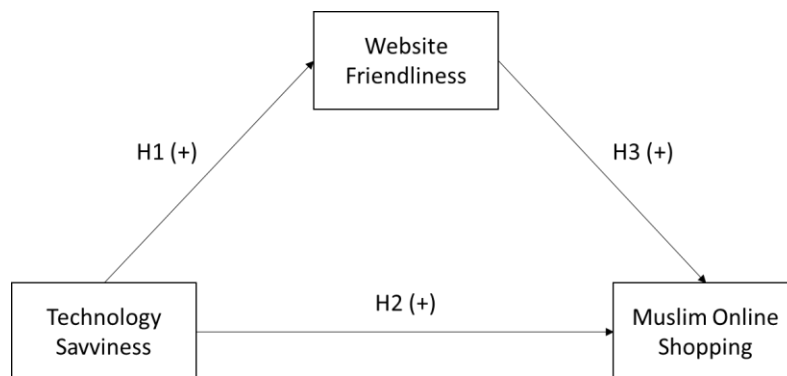 Website
Friendliness
H1 (+)
H3 (+)
H2 (+)
Technology
Savviness
Muslim Online
Shopping